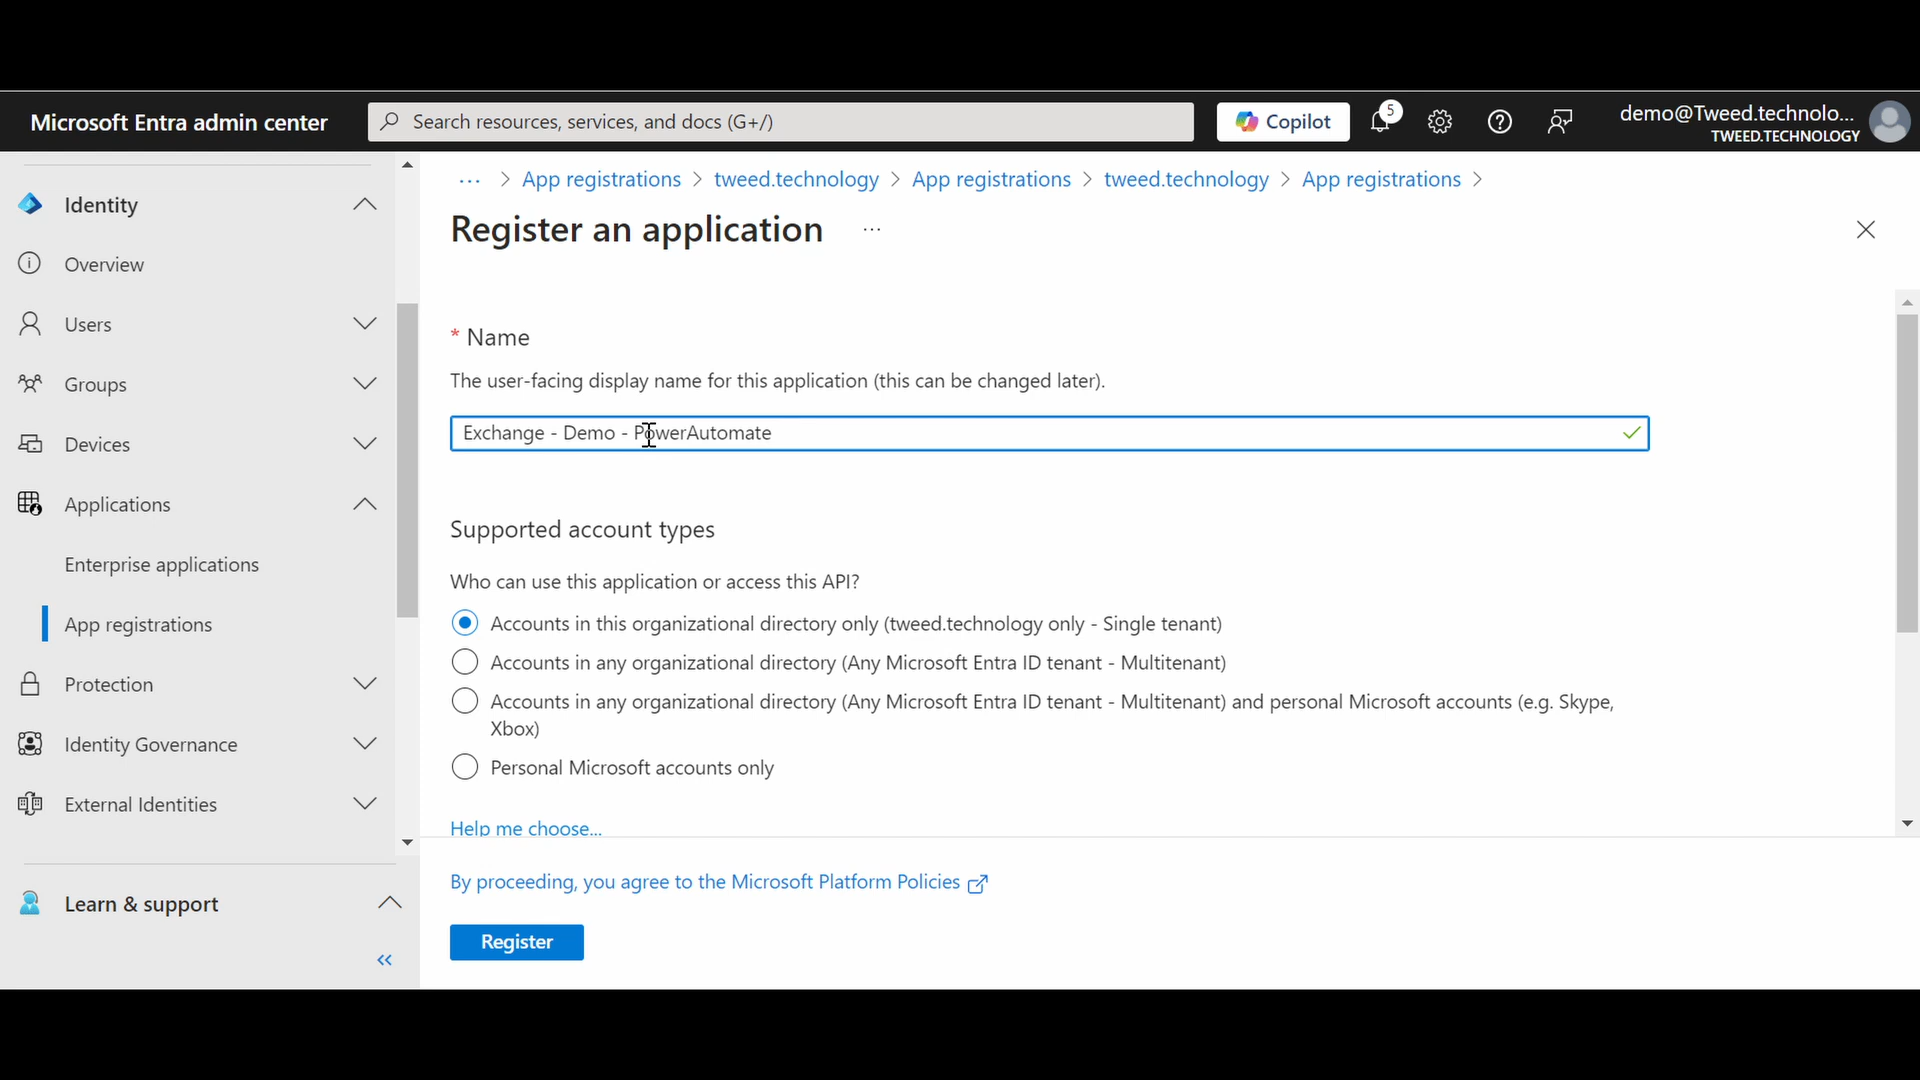 Microsoft Entra admin center
Search resources, services, and docs (G+/)
Copilot
5
demo@Tweed.technolo...
TWEED.TECHNOLOGY
Identity
Overview
Users
Groups
Devices
Applications
Enterprise applications
App registrations
Protection
Identity Governance
External Identities
Learn & support
... > App registrations > tweed.technology > App registrations > tweed.technology > App registrations >
Register an application ...
* Name
The user-facing display name for this application (this can be changed later).
Exchange - Demo - PowerAutomate
Supported account types
Who can use this application or access this API?
Accounts in this organizational directory only (tweed.technology only - Single tenant)
Accounts in any organizational directory (Any Microsoft Entra ID tenant - Multitenant)
Accounts in any organizational directory (Any Microsoft Entra ID tenant - Multitenant) and personal Microsoft accounts (e.g. Skype,
Xbox)
Personal Microsoft accounts only
Help me choose...
By proceeding, you agree to the Microsoft Platform Policies
Register